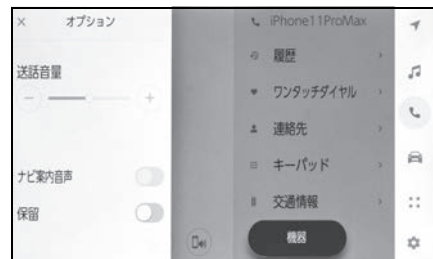 オプション
送話音量
ナビ案内音声
保留
iPhone11ProMax
履歴
ワンタッチダイヤル
連絡先
キーパッド
交通情報
機器